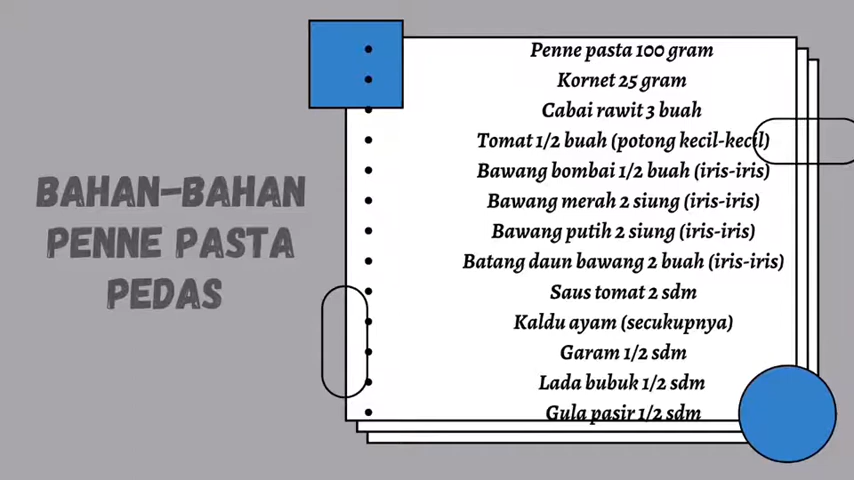 BAHAN-BAHAN
PENNE PASTA
PEDAS
Penne pasta 100 gram
Kornet 25 gram
Cabai rawit 3 buah
Tomat 1/2 buah (potong kecil-kecil)
Bawang bombai 1/2 buah (iris-iris)
Bawang merah 2 siung (iris-iris)
Bawang putih 2 siung (iris-iris)
Batang daun bawang 2 buah (iris-iris)
Saus tomat 2 sdm
Kaldu ayam (secukupnya)
Garam 1/2 sdm
Lada bubuk 1/2 sdm
Gula pasir 1/2 sdm